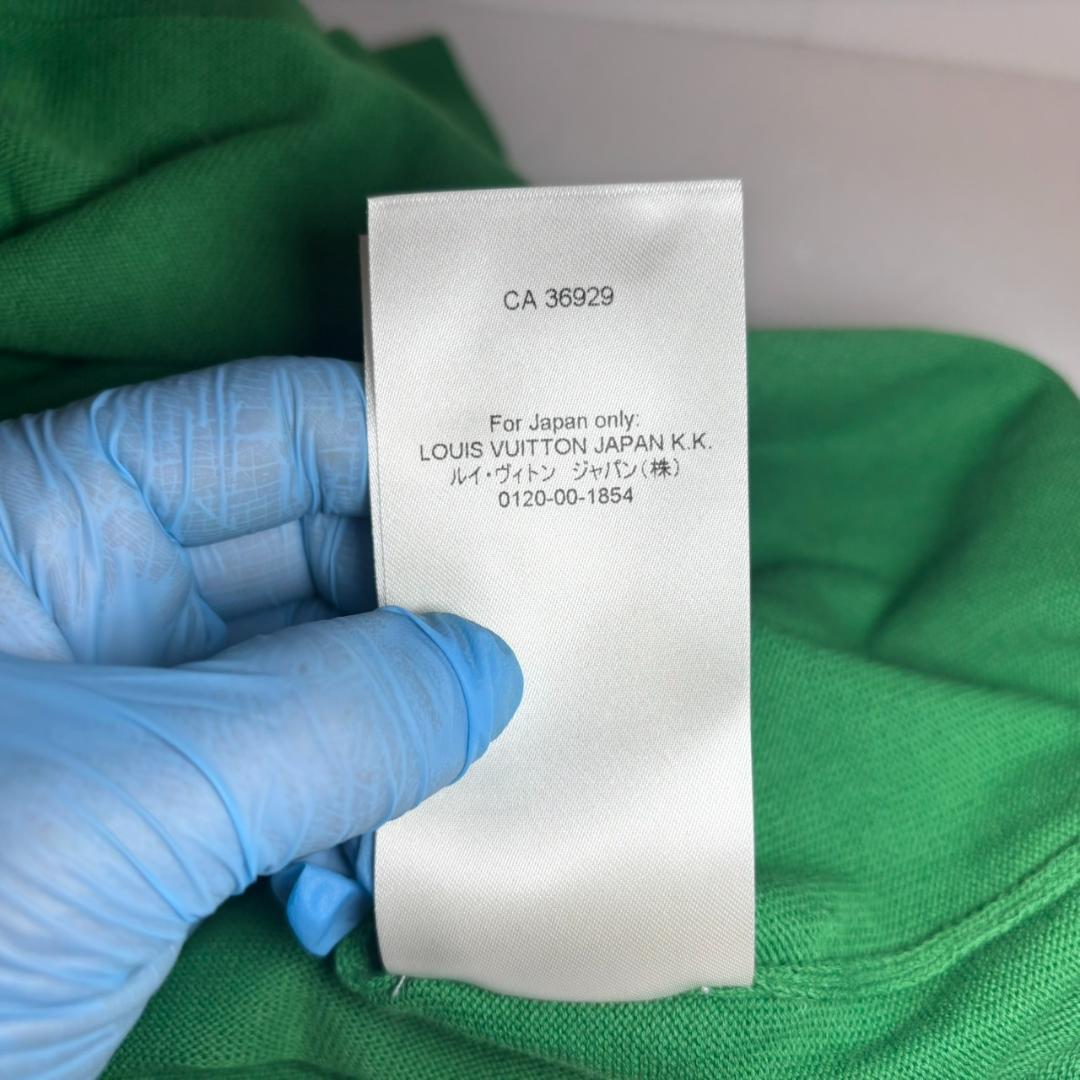 CA 36929
For Japan only:
LOUIS VUITTON JAPAN K.K.
ルイ・ヴィトン　ジャパン(株)
0120-00-1854